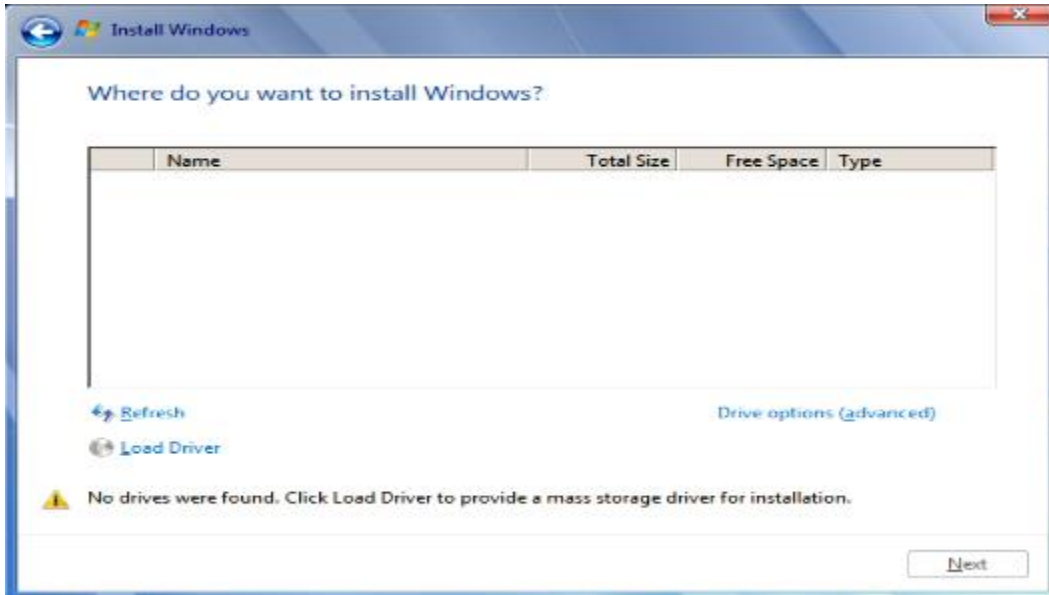 Install Windows
Where do you want to install Windows?
Name Total Size Free Space Type
Refresh Drive options (advanced)
Load Driver
No drives were found. Click Load Driver to provide a mass storage driver for installation.
Next